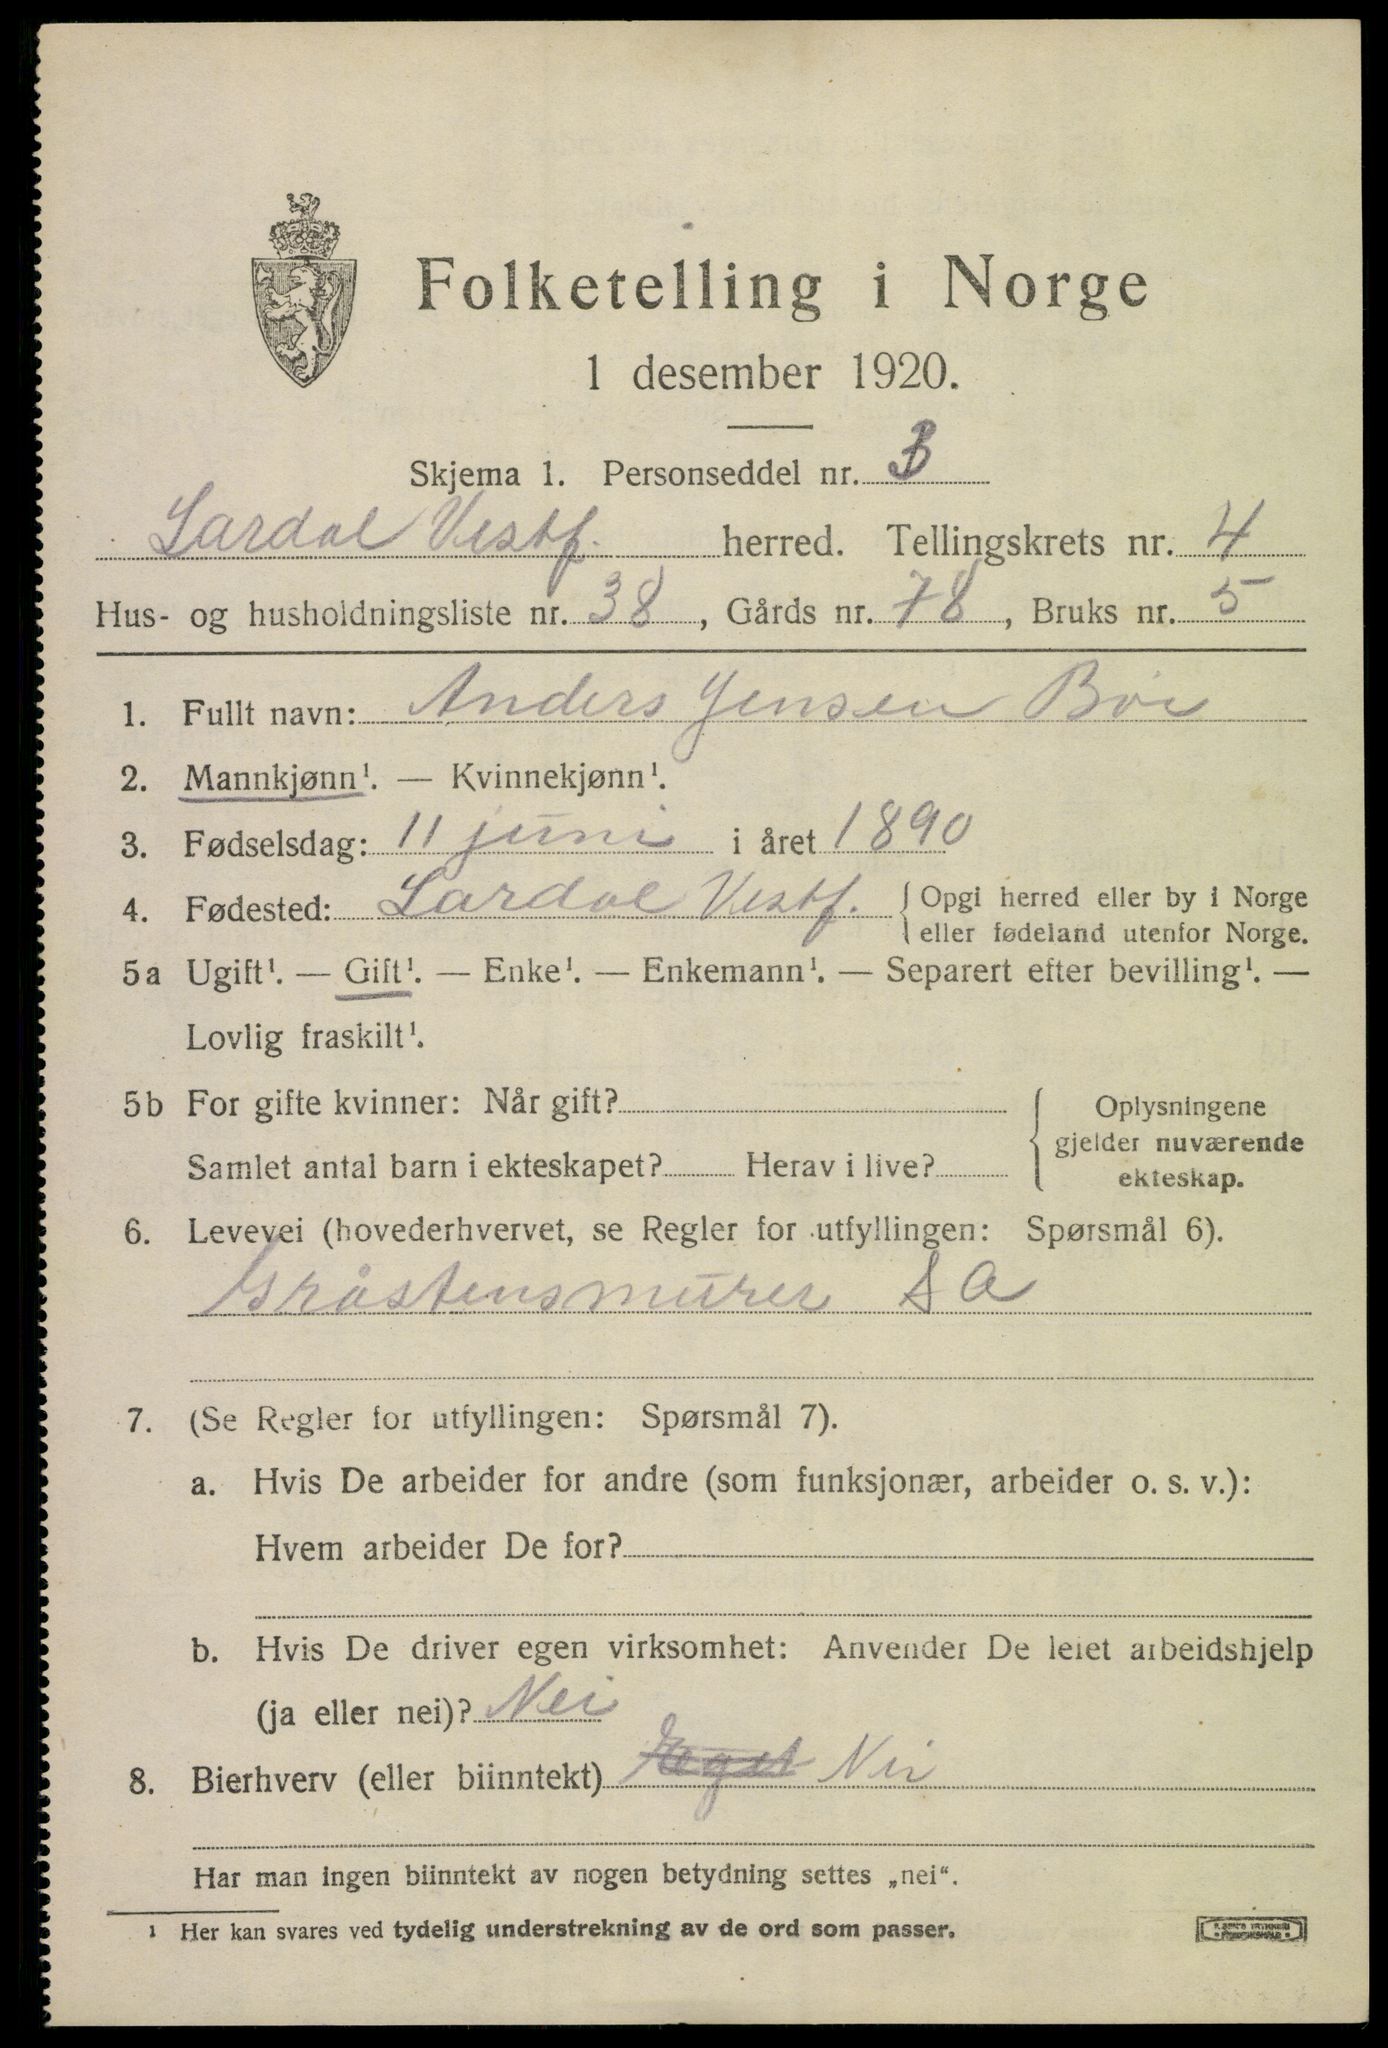 Folketelling i Norge
1 desember 1920.
Skjema 1. Personseddel nr. 3
Lardal Vestf. herred. Tellingskrets nr. 4
Hus- og husholdningsliste nr. 38, Gårds nr. 78, Bruks nr. 5
1. Fullt navn: Anders Jensen Bøe
2. Mannkjønn¹. — Kvinnekjønn¹.
3. Fødselsdag: 11 juni i året 1890
4. Fødested: Lardal Vestf. { Opgi herred eller by i Norge
eller fødeland utenfor Norge.
5a Ugift¹. — Gift¹. — Enke¹. — Enkemann¹. — Separert efter bevilling¹. —
Lovlig fraskilt¹.
5b For gifte kvinner: Når gift? { Oplysningene
gjelder nuværende
Samlet antal barn i ekteskapet? Herav i live?
ekteskap.
6. Levevei (hovederhvervet, se Regler for utfyllingen: Spørsmål 6).
Gråstensmurer S A
7. (Se Regler for utfyllingen: Spørsmål 7).
a. Hvis De arbeider for andre (som funksjonær, arbeider o. s. v.):
Hvem arbeider De for?
b. Hvis De driver egen virksomhet: Anvender De leiet arbeidshjelp
(ja eller nei)? Nei
8. Bierhverv (eller biinntekt) Eget Nei
Har man ingen biinntekt av nogen betydning settes „nei“.
¹ Her kan svares ved tydelig understrekning av de ord som passer.